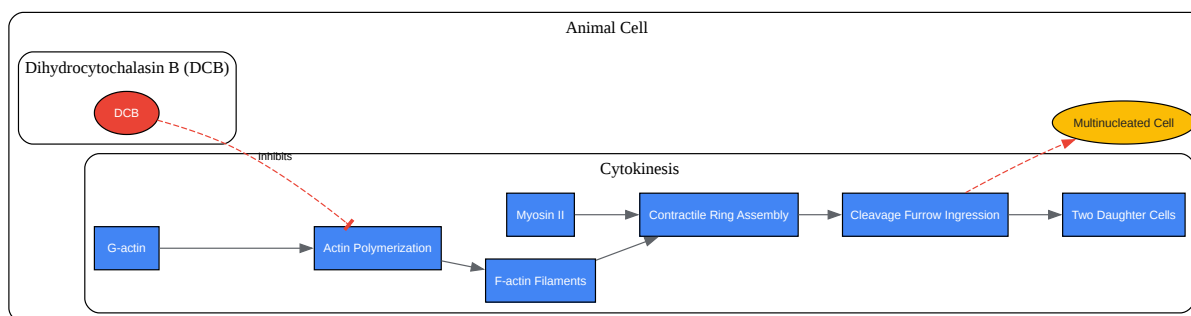 Animal Cell
Dihydrocytochalasin B (DCB)
DCB
Multinucleated Cell
Inhibits
Cytokinesis
Myosin II
Contractile Ring Assembly
Cleavage Furrow Ingression
Two Daughter Cells
G-actin
Actin Polymerization
F-actin Filaments